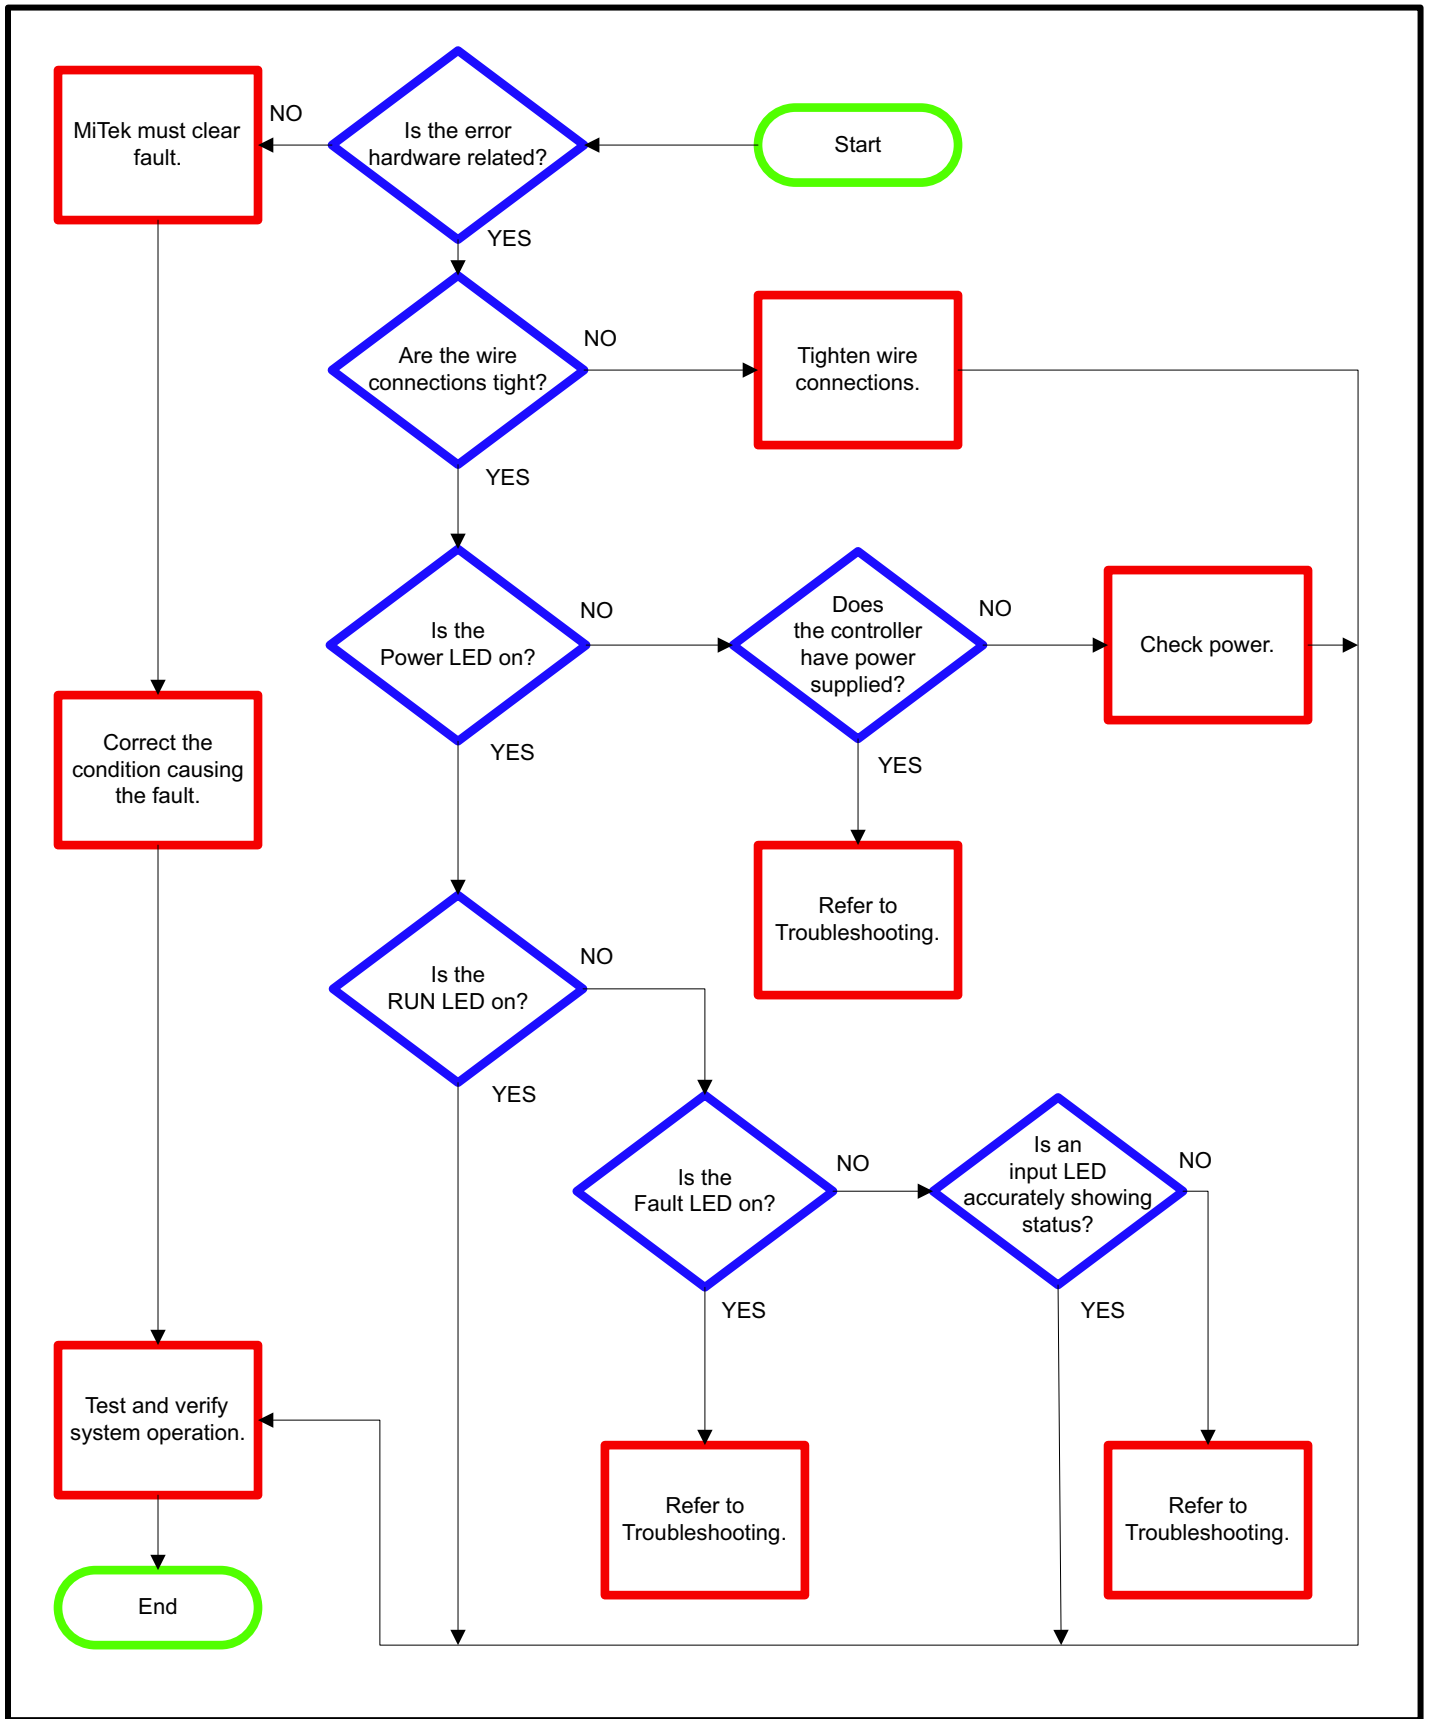 MiTek must clear
fault.
NO
Is the error
hardware related?
Start
YES
Are the wire
connections tight?
NO
Tighten wire
connections.
YES
Is the
Power LED on?
NO
Does
the controller
have power
supplied?
NO
Check power.
YES
YES
Correct the
condition causing
the fault.
Refer to
Troubleshooting.
Is the
RUN LED on?
NO
YES
Is the
Fault LED on?
NO
Is an
input LED
accurately showing
status?
NO
YES
YES
Test and verify
system operation.
Refer to
Troubleshooting.
Refer to
Troubleshooting.
End